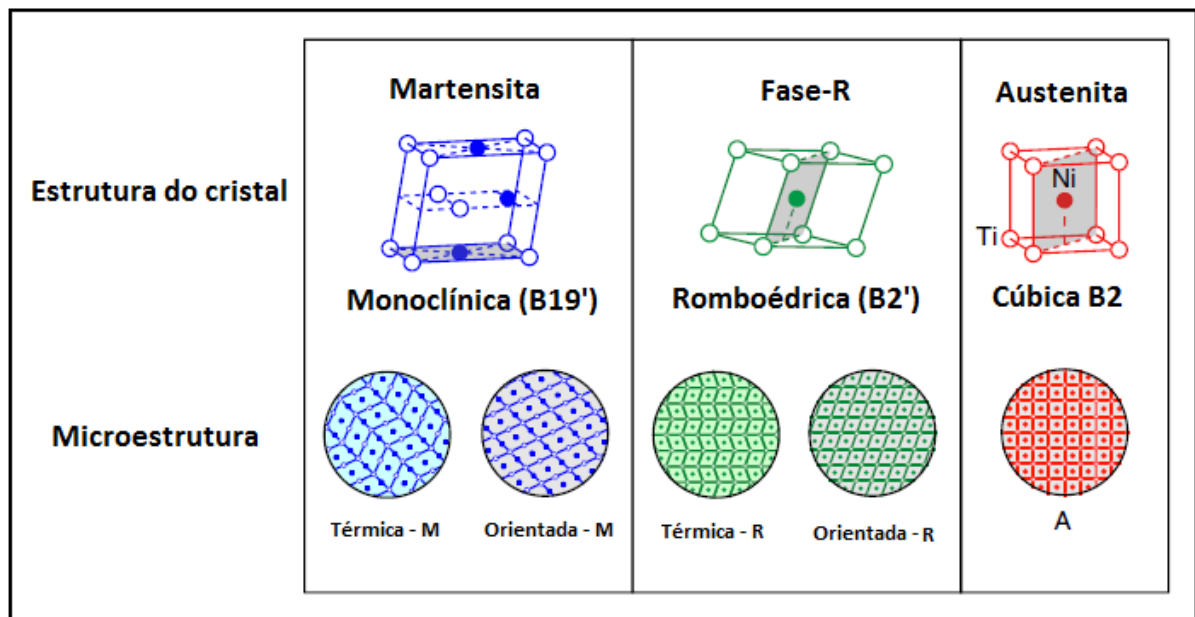 Martensita
Fase-R
Austenita
Estrutura do cristal
Ni
Ti
Monoclínica (B19')
Romboédrica (B2')
Cúbica B2
Microestrutura
Térmica - M
Orientada - M
Térmica - R
Orientada - R
A